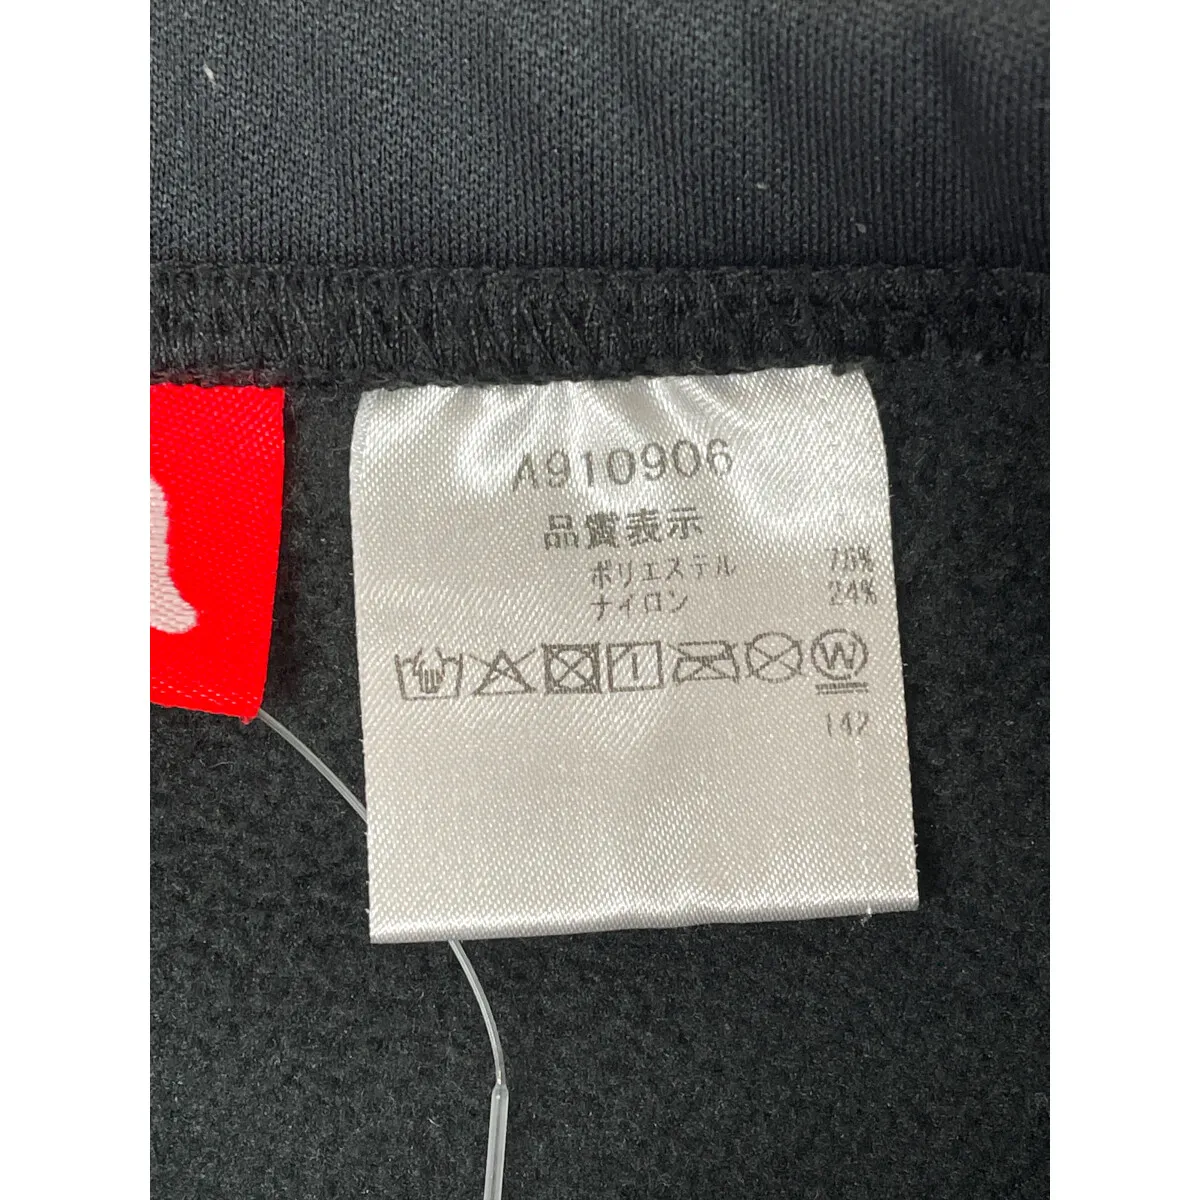 A910906
品質表示
ポリエステル 76%
ナイロン 24%
W
142